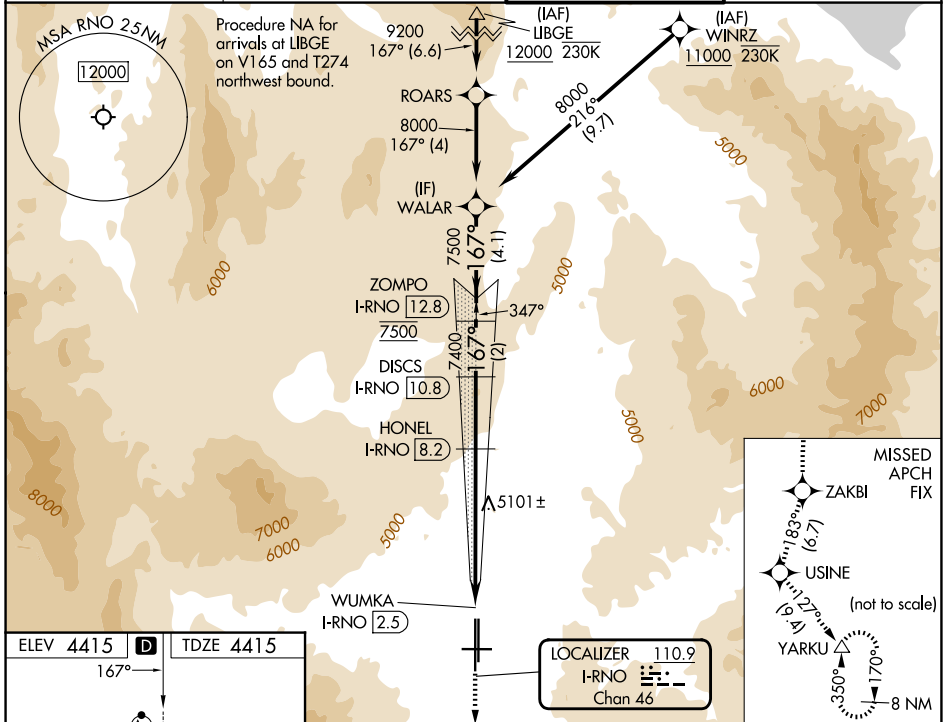 MSA RNO 25NM
12000
Procedure NA for
arrivals at LIBGE
on V165 and T274
northwest bound.
9200
167° (6.6)
(IAF)
LIBGE
12000 230K
(IAF)
WINRZ
11000 230K
ROARS
8000
167° (4)
8000
216°
(9.7)
5000
(IF)
WALAR
7500
167°
(4.1)
6000
5000
ZOMPO
I-RNO 12.8
7500
347°
7400
167°
(2)
DISCS
I-RNO 10.8
6000
7000
5000
HONEL
I-RNO 8.2
5101±
8000
7000
6000
5000
MISSED
APCH
FIX
ZAKBI
183°
(6.7)
USINE
127°
(9.4)
(not to scale)
YARKU
350°
170°
8 NM
WUMKA
I-RNO 2.5
LOCALIZER 110.9
I-RNO
Chan 46
ELEV 4415 D TDZE 4415
167°